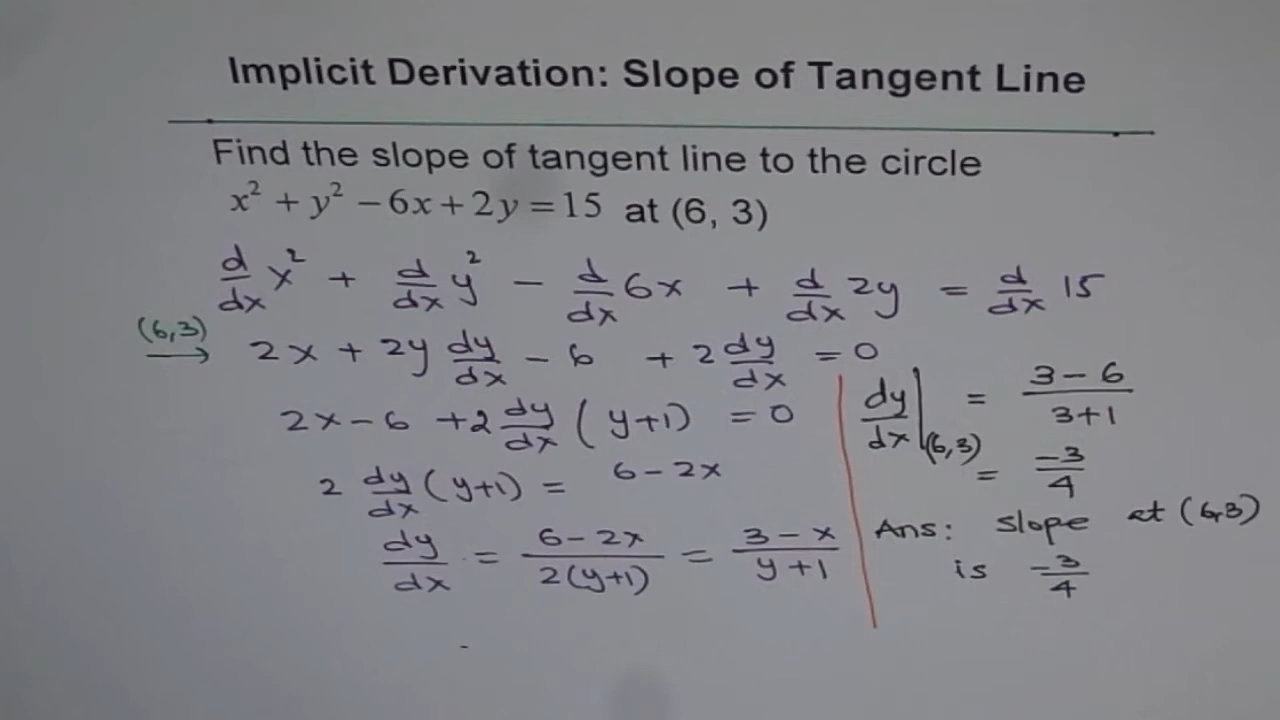 Implicit Derivation: Slope of Tangent Line
Find the slope of tangent line to the circle
x² + y² − 6x + 2y = 15 at (6, 3)
d/dx x² + d/dx y² − d/dx 6x + d/dx 2y = d/dx 15
(6,3)
→ 2x + 2y dy/dx − 6 + 2 dy/dx = 0
2x − 6 + 2 dy/dx (y+1) = 0
2 dy/dx (y+1) = 6 − 2x
dy/dx = 6 − 2x / 2(y+1) = 3 − x / y + 1
dy/dx |(6,3) = 3 − 6 / 3 + 1
= −3/4
Ans: slope at (6,3)
is −3/4